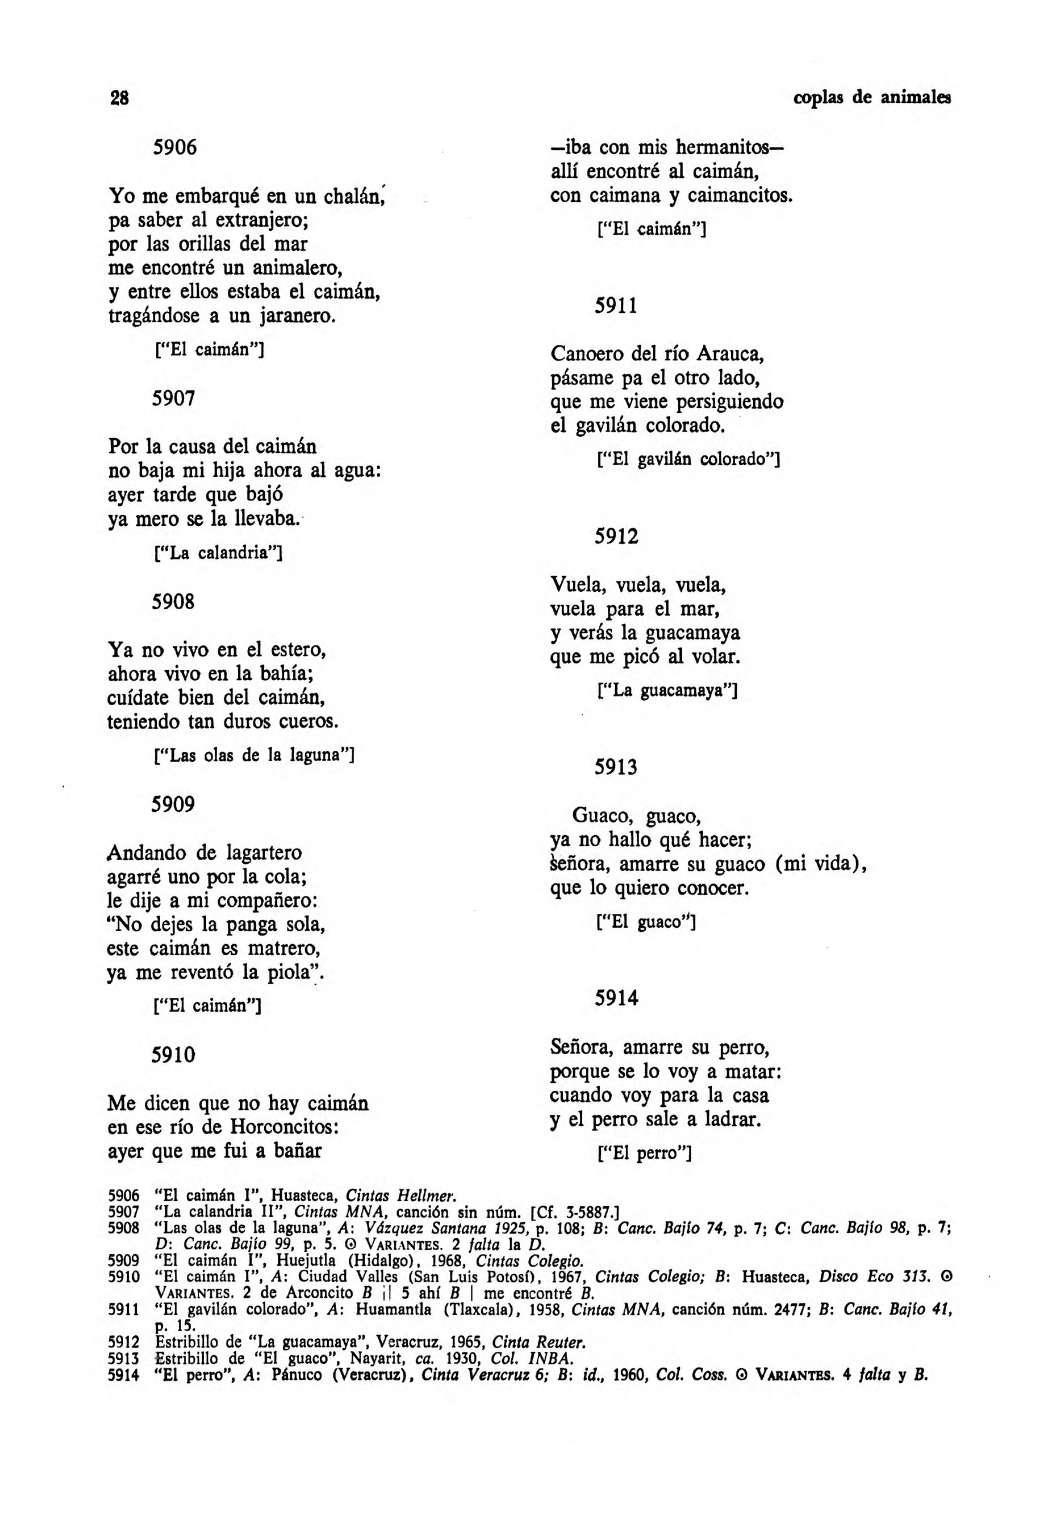 28
coplas de animales
5906
Yo me embarqué en un chalán,
pa saber al extranjero;
por las orillas del mar
me encontré un animalero,
y entre ellos estaba el caimán,
tragándose a un jaranero.
["El caimán"]
5907
Por la causa del caimán
no baja mi hija ahora al agua:
ayer tarde que bajó
ya mero se la llevaba.
["La calandria"]
5908
Ya no vivo en el estero,
ahora vivo en la bahía;
cuídate bien del caimán,
teniendo tan duros cueros.
["Las olas de la laguna"]
5909
Andando de lagartero
agarré uno por la cola;
le dije a mi compañero:
"No dejes la panga sola,
este caimán es matrero,
ya me reventó la piola".
["El caimán"]
5910
Me dicen que no hay caimán
en ese río de Horconcitos:
ayer que me fui a bañar
—iba con mis hermanitos—
allí encontré al caimán,
con caimana y caimancitos.
["El caimán"]
5911
Canoero del río Arauca,
pásame pa el otro lado,
que me viene persiguiendo
el gavilán colorado.
["El gavilán colorado"]
5912
Vuela, vuela, vuela,
vuela para el mar,
y verás la guacamaya
que me picó al volar.
["La guacamaya"]
5913
Guaco, guaco,
ya no hallo qué hacer;
señora, amarre su guaco (mi vida),
que lo quiero conocer.
["El guaco"]
5914
Señora, amarre su perro,
porque se lo voy a matar:
cuando voy para la casa
y el perro sale a ladrar.
["El perro"]
5906 "El caimán I", Huasteca, Cintas Hellmer.
5907 "La calandria II", Cintas MNA, canción sin núm. [Cf. 3-5887.]
5908 "Las olas de la laguna", A: Vázquez Santana 1925, p. 108; B: Canc. Bajío 74, p. 7; C: Canc. Bajío 98, p. 7;
D: Canc. Bajío 99, p. 5. ⊙ VARIANTES. 2 falta la D.
5909 "El caimán I", Huejutla (Hidalgo), 1968, Cintas Colegio.
5910 "El caimán I", A: Ciudad Valles (San Luis Potosí), 1967, Cintas Colegio; B: Huasteca, Disco Eco 313. ⊙
VARIANTES. 2 de Arconcito B || 5 ahí B | me encontré B.
5911 "El gavilán colorado", A: Huamantla (Tlaxcala), 1958, Cintas MNA, canción núm. 2477; B: Canc. Bajío 41,
p. 15.
5912 Estribillo de "La guacamaya", Veracruz, 1965, Cinta Reuter.
5913 Estribillo de "El guaco", Nayarit, ca. 1930, Col. INBA.
5914 "El perro", A: Pánuco (Veracruz), Cinta Veracruz 6; B: id., 1960, Col. Coss. ⊙ VARIANTES. 4 falta y B.